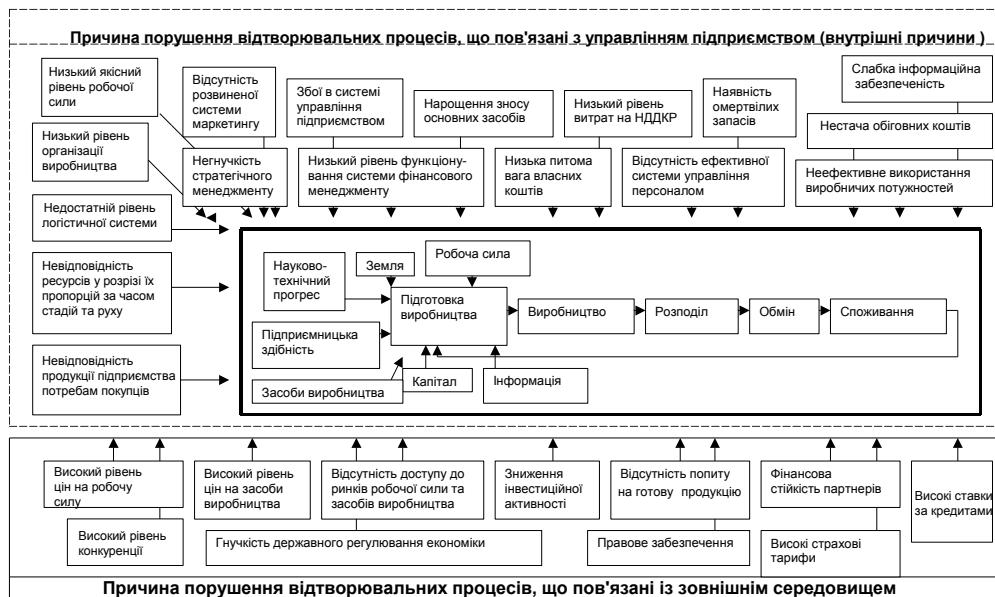 Причина порушення відтворювальних процесів, що пов'язані з управлінням підприємством (внутрішні причини )
Низький якісний
рівень робочої
сили
Відсутність
розвиненої
системи
маркетингу
Збої в системі
управління
підприємством
Нарощення зносу
основних засобів
Низький рівень
витрат на НДДКР
Наявність
омертвілих
запасів
Слабка інформаційна
забезпеченість
Нестача обігових коштів
Низький рівень
організації
виробництва
Негнучкість
стратегічного
менеджменту
Низький рівень функціону-
вання системи фінансового
менеджменту
Низька питома
вага власних
коштів
Відсутність ефективної
системи управління
персоналом
Неефективне використання
виробничих потужностей
Недостатній рівень
логістичної системи
Невідповідність
ресурсів у розрізі їх
пропорцій за часом
стадій та руху
Невідповідність
продукції підприємства
потребам покупців
Науково-
технічний
прогрес
Земля
Робоча сила
Підготовка
виробництва
Виробництво
Розподіл
Обмін
Споживання
Підприємницька
здібність
Засоби виробництва
Капітал
Інформація
Високий рівень
цін на робочу
силу
Високий рівень
цін на засоби
виробництва
Відсутність доступу до
ринків робочої сили та
засобів виробництва
Зниження
інвестиційної
активності
Відсутність попиту
на готову продукцію
Фінансова
стійкість партнерів
Високі ставки
за кредитами
Високий рівень
конкуренції
Гнучкість державного регулювання економіки
Правове забезпечення
Високі страхові
тарифи
Причина порушення відтворювальних процесів, що пов'язані із зовнішнім середовищем